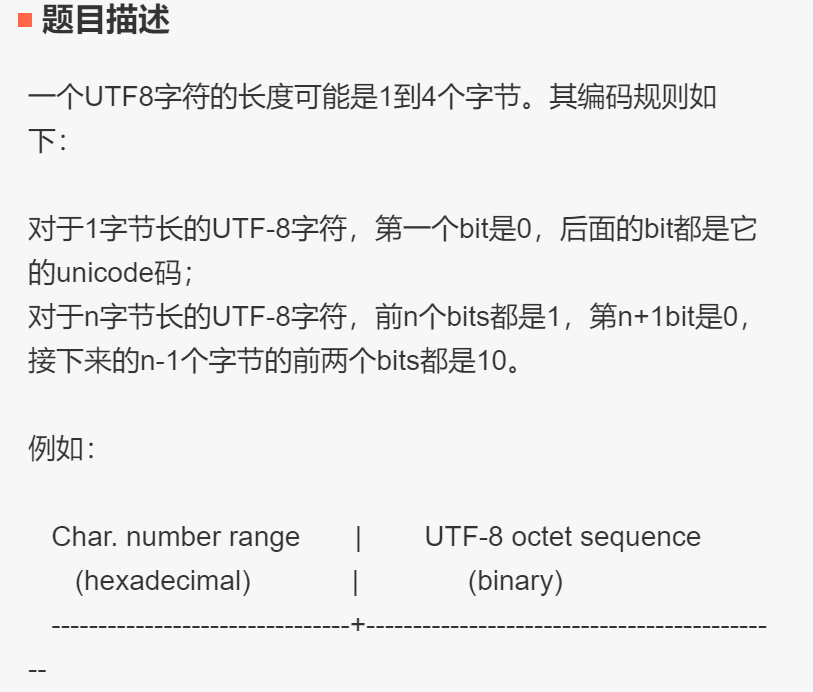 题目描述
一个UTF8字符的长度可能是1到4个字节。其编码规则如
下：
对于1字节长的UTF-8字符，第一个bit是0，后面的bit都是它
的unicode码；
对于n字节长的UTF-8字符，前n个bits都是1，第n+1bit是0，
接下来的n-1个字节的前两个bits都是10。
例如：
Char. number range | UTF-8 octet sequence
(hexadecimal) | (binary)
--------------------------------+-------------------------------------------
--